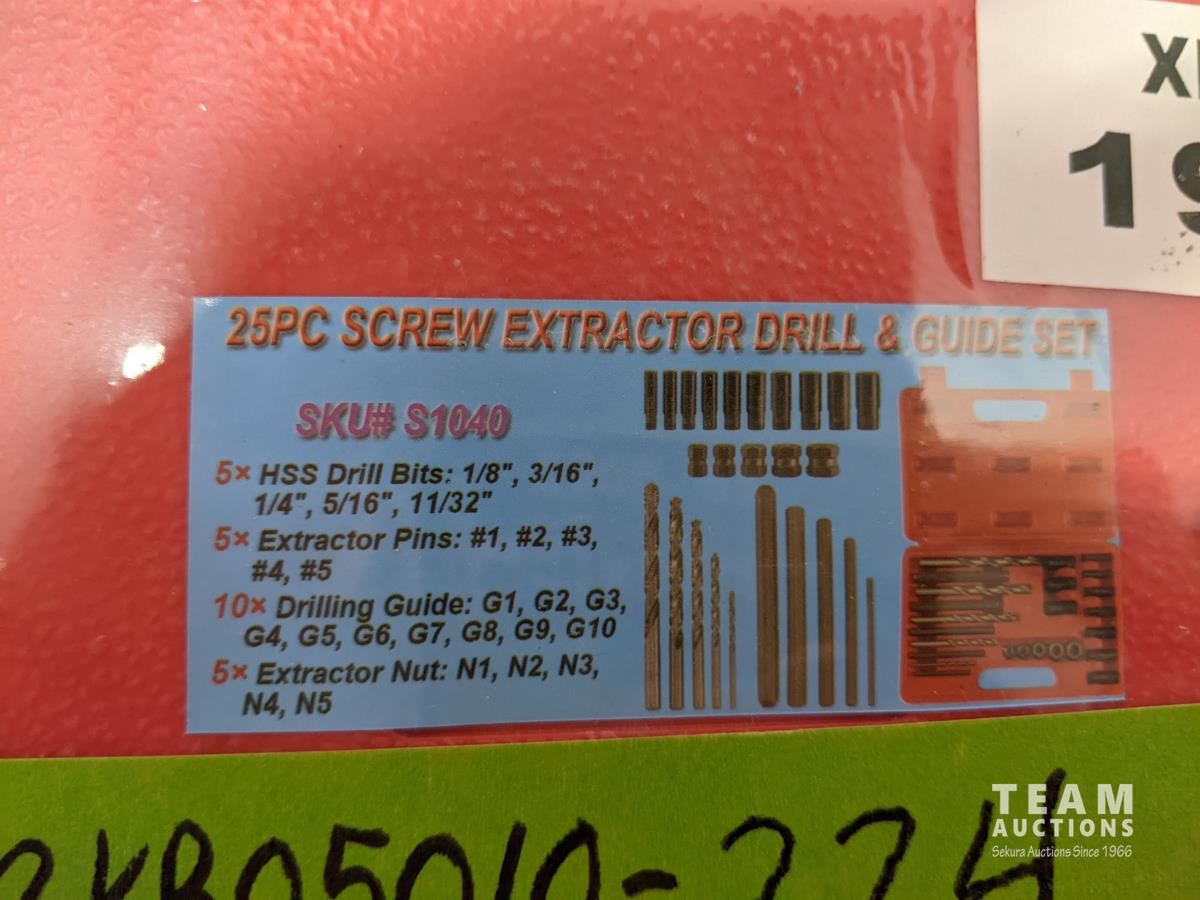 19
25PC SCREW EXTRACTOR DRILL & GUIDE SET
SKU# S1040
5× HSS Drill Bits: 1/8", 3/16",
1/4", 5/16", 11/32"
5× Extractor Pins: #1, #2, #3,
#4, #5
10× Drilling Guide: G1, G2, G3,
G4, G5, G6, G7, G8, G9, G10
5× Extractor Nut: N1, N2, N3,
N4, N5
TEAM
AUCTIONS
Sekura Auctions Since 1966